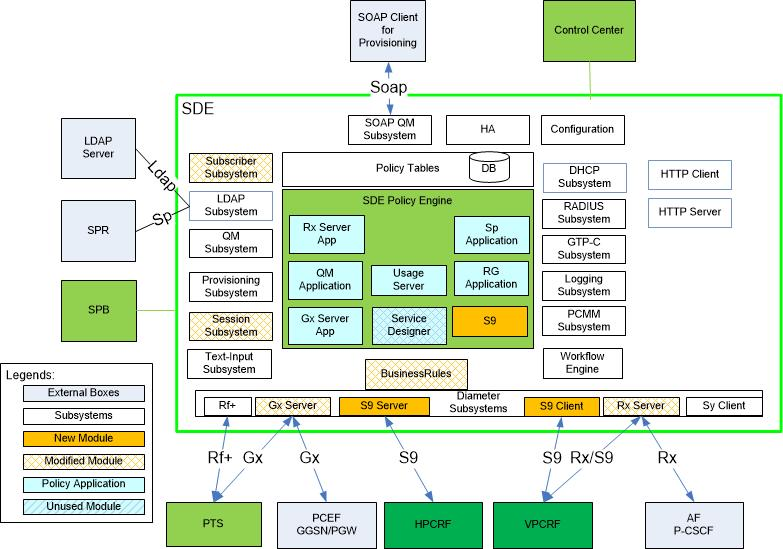 SOAP Client
for
Provisioning
Control Center
Soap
SDE
SOAP QM
Subsystem
HA
Configuration
LDAP
Server
Ldap
SPR
Sp
SPB
Subscriber
Subsystem
LDAP
Subsystem
QM
Subsystem
Provisioning
Subsystem
Session
Subsystem
Text-Input
Subsystem
Policy Tables
DB
SDE Policy Engine
Rx Server
App
Sp
Application
QM
Application
Usage
Server
RG
Application
Gx Server
App
Service
Designer
S9
BusinessRules
DHCP
Subsystem
RADIUS
Subsystem
GTP-C
Subsystem
Logging
Subsystem
PCMM
Subsystem
Workflow
Engine
HTTP Client
HTTP Server
Rf+
Gx Server
S9 Server
Diameter
Subsystems
S9 Client
Rx Server
Sy Client
Legends:
External Boxes
Subsystems
New Module
Modified Module
Policy Application
Unused Module
Rf+
Gx
Gx
S9
S9
Rx/S9
Rx
PTS
PCEF
GGSN/PGW
HPCRF
VPCRF
AF
P-CSCF